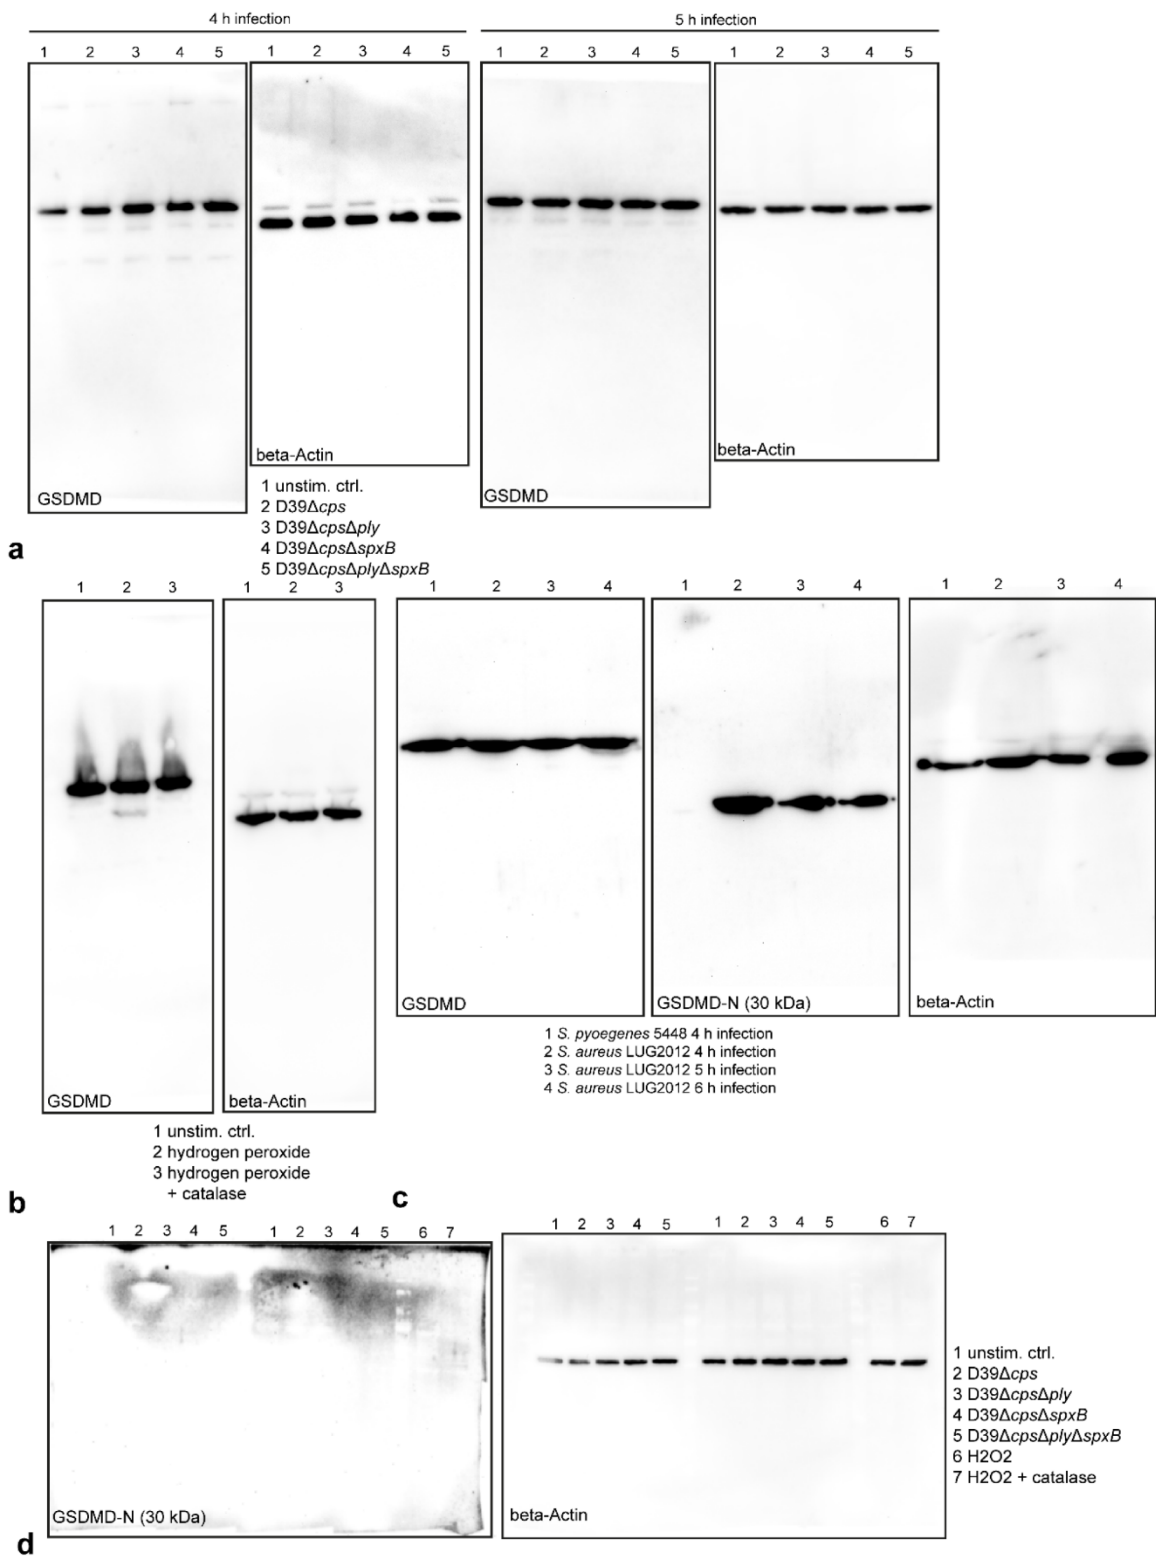 4 h infection
5 h infection
1 2 3 4 5
1 2 3 4 5
1 2 3 4 5
1 2 3 4 5
GSDMD
beta-Actin
GSDMD
beta-Actin
1 unstim. ctrl.
2 D39Δcps
3 D39ΔcpsΔply
4 D39ΔcpsΔspxB
5 D39ΔcpsΔplyΔspxB
a
1 2 3
1 2 3
1 2 3 4
1 2 3 4
1 2 3 4
GSDMD
beta-Actin
GSDMD
GSDMD-N (30 kDa)
beta-Actin
1 unstim. ctrl.
2 hydrogen peroxide
3 hydrogen peroxide
+ catalase
b
1 S. pyoegenes 5448 4 h infection
2 S. aureus LUG2012 4 h infection
3 S. aureus LUG2012 5 h infection
4 S. aureus LUG2012 6 h infection
c
1 2 3 4 5 1 2 3 4 5 6 7
1 2 3 4 5 1 2 3 4 5 6 7
GSDMD-N (30 kDa)
beta-Actin
1 unstim. ctrl.
2 D39Δcps
3 D39ΔcpsΔply
4 D39ΔcpsΔspxB
5 D39ΔcpsΔplyΔspxB
6 H2O2
7 H2O2 + catalase
d